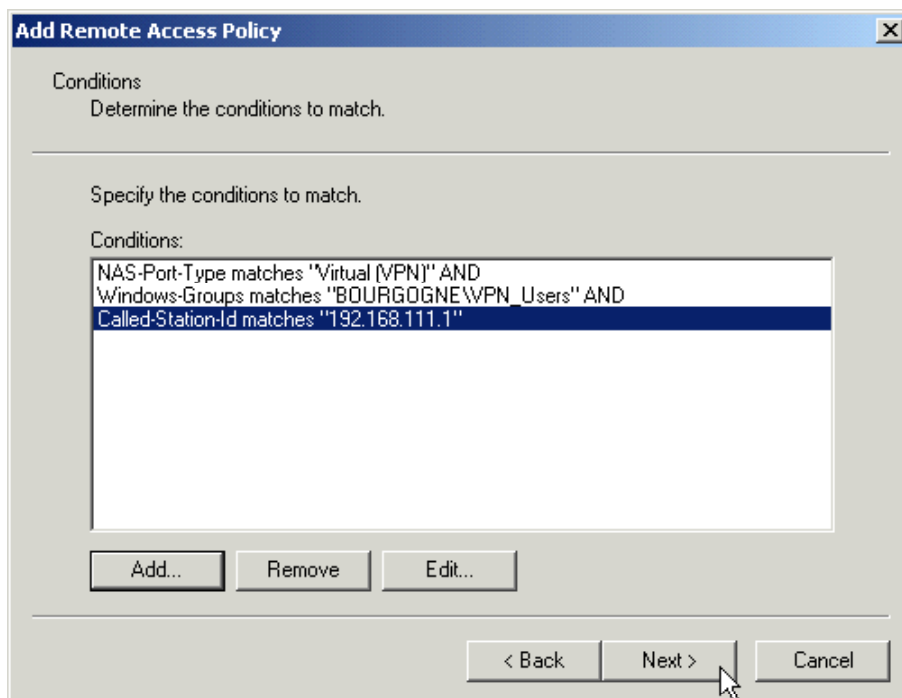 Add Remote Access Policy
Conditions
Determine the conditions to match.
Specify the conditions to match.
Conditions:
NAS-Port-Type matches "Virtual (VPN)" AND
Windows-Groups matches "BOURGOGNE\VPN_Users" AND
Called-Station-Id matches "192.168.111.1"
Add... Remove Edit...
< Back Next > Cancel